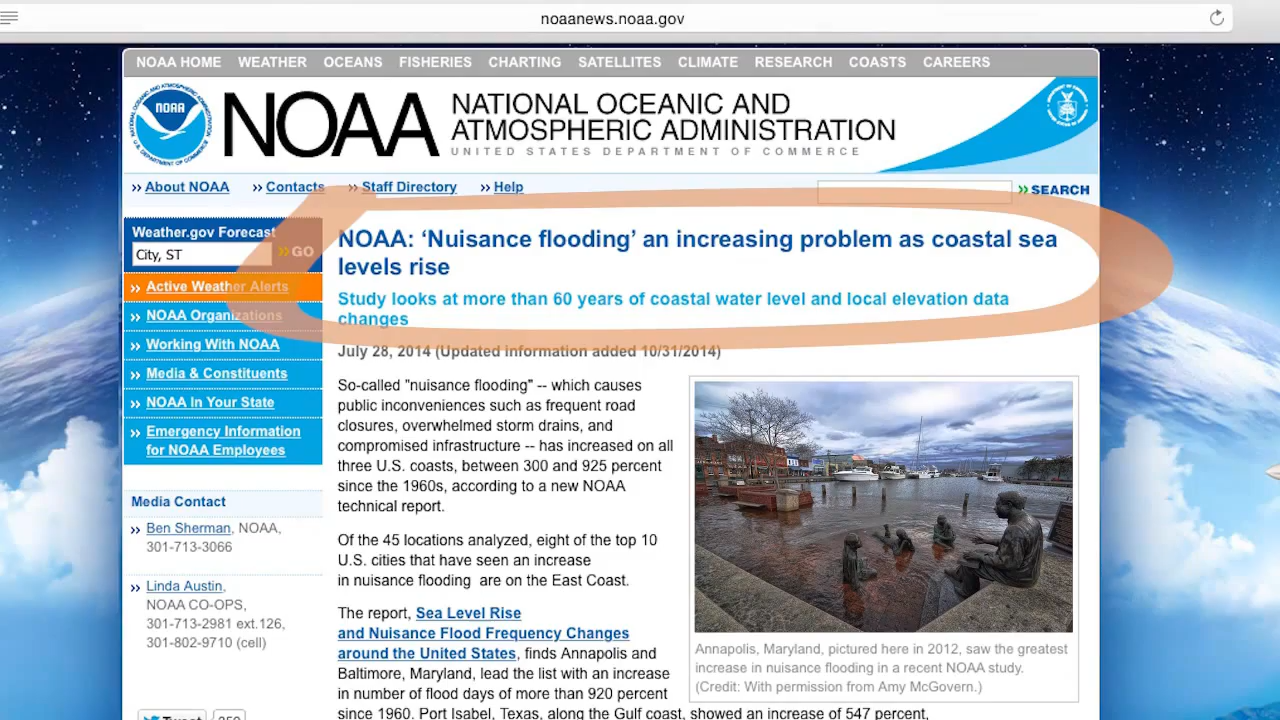 noaanews.noaa.gov
NOAA HOME WEATHER OCEANS FISHERIES CHARTING SATELLITES CLIMATE RESEARCH COASTS CAREERS
NOAA
NOAA
NATIONAL OCEANIC AND
ATMOSPHERIC ADMINISTRATION
UNITED STATES DEPARTMENT OF COMMERCE
NATIONAL OCEANIC AND ATMOSPHERIC ADMINISTRATION
U.S. DEPARTMENT OF COMMERCE
›› About NOAA ›› Contacts ›› Staff Directory ›› Help
›› SEARCH
Weather.gov Forecast
City, ST
›› GO
›› Active Weather Alerts
›› NOAA Organizations
›› Working With NOAA
›› Media & Constituents
›› NOAA In Your State
›› Emergency Information
for NOAA Employees
Media Contact
›› Ben Sherman, NOAA,
301-713-3066
›› Linda Austin,
NOAA CO-OPS,
301-713-2981 ext.126,
301-802-9710 (cell)
Tweet
NOAA: ‘Nuisance flooding’ an increasing problem as coastal sea
levels rise
Study looks at more than 60 years of coastal water level and local elevation data
changes
July 28, 2014 (Updated information added 10/31/2014)
So-called "nuisance flooding" -- which causes
public inconveniences such as frequent road
closures, overwhelmed storm drains, and
compromised infrastructure -- has increased on all
three U.S. coasts, between 300 and 925 percent
since the 1960s, according to a new NOAA
technical report.
Of the 45 locations analyzed, eight of the top 10
U.S. cities that have seen an increase
in nuisance flooding are on the East Coast.
The report, Sea Level Rise
and Nuisance Flood Frequency Changes
around the United States, finds Annapolis and
Baltimore, Maryland, lead the list with an increase
in number of flood days of more than 920 percent
since 1960. Port Isabel, Texas, along the Gulf coast, showed an increase of 547 percent,
Annapolis, Maryland, pictured here in 2012, saw the greatest
increase in nuisance flooding in a recent NOAA study.
(Credit: With permission from Amy McGovern.)